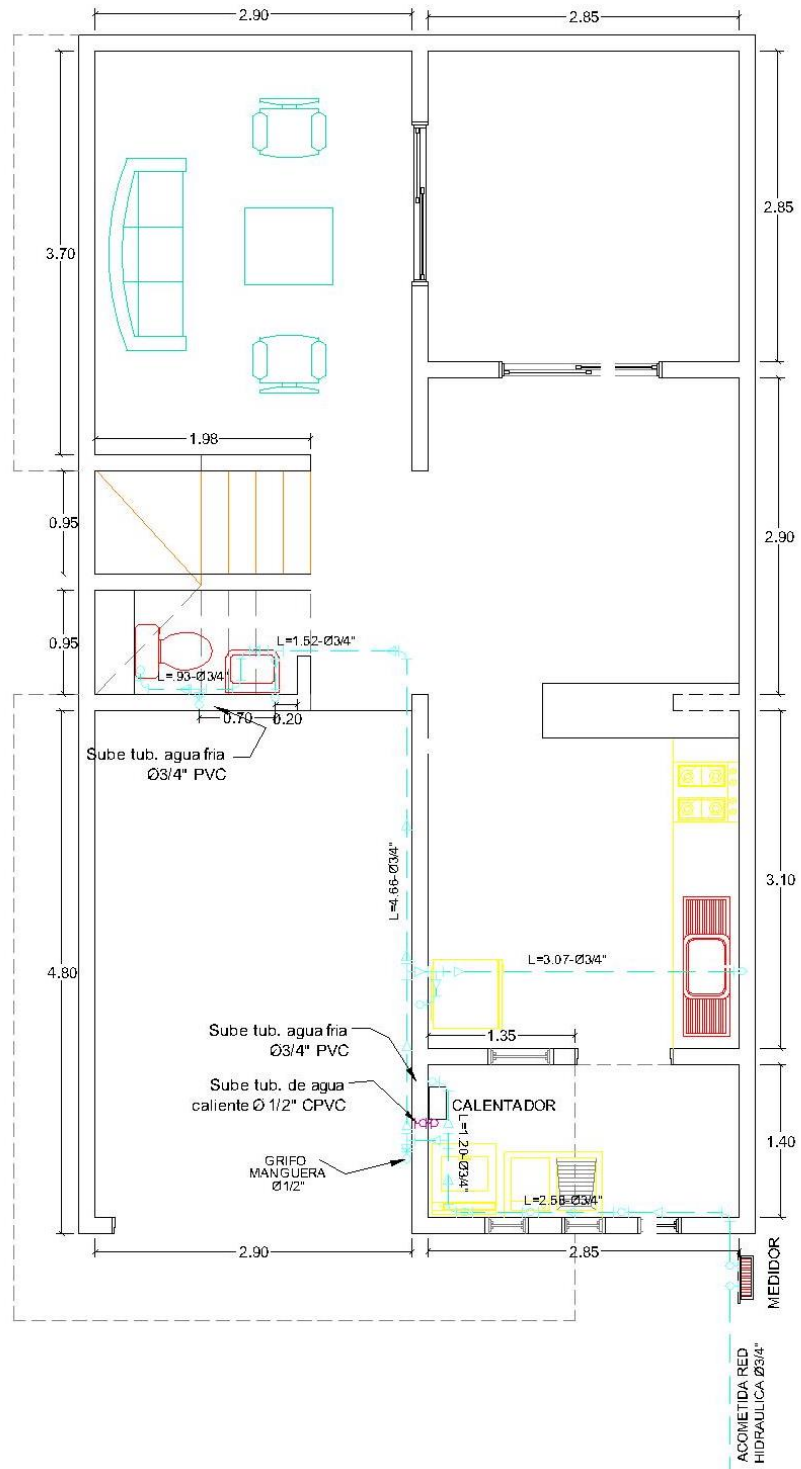 2.90
2.85
3.70
2.85
1.98
0.95
2.90
0.95
L=1.52-Ø3/4"
L=.93-Ø3/4"
0.70
0.20
Sube tub. agua fria
Ø3/4" PVC
L=4.66-Ø3/4"
3.10
4.80
L=3.07-Ø3/4"
Sube tub. agua fria
Ø3/4" PVC
1.35
Sube tub. de agua
caliente Ø 1/2" CPVC
CALENTADOR
1.40
GRIFO
MANGUERA
Ø1/2"
L=1.20-Ø3/4"
L=2.58-Ø3/4"
2.90
2.85
MEDIDOR
ACOMETIDA RED
HIDRAULICA Ø3/4"